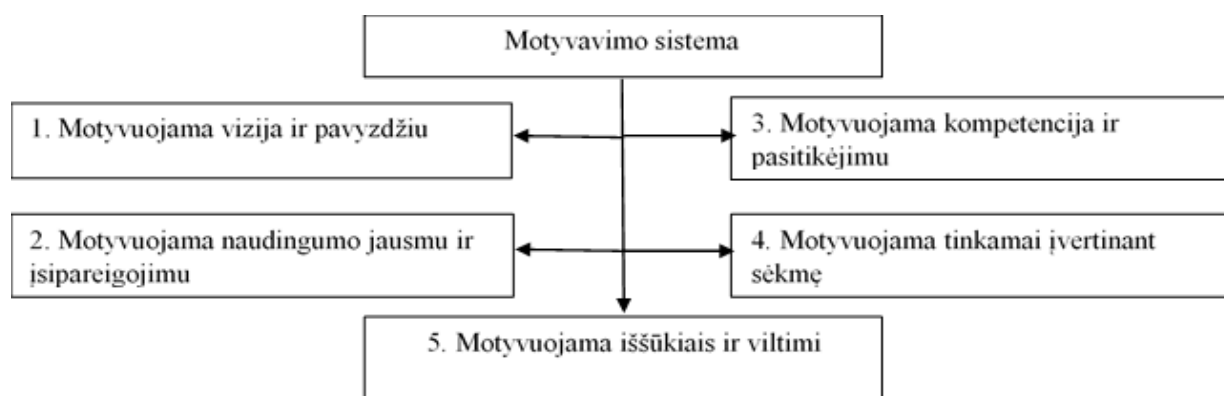 Motyvavimo sistema
1. Motyvuojama vizija ir pavyzdžiu
3. Motyvuojama kompetencija ir
pasitikėjimu
2. Motyvuojama naudingumo jausmu ir
įsipareigojimu
4. Motyvuojama tinkamai įvertinant
sėkmę
5. Motyvuojama iššūkiais ir viltimi